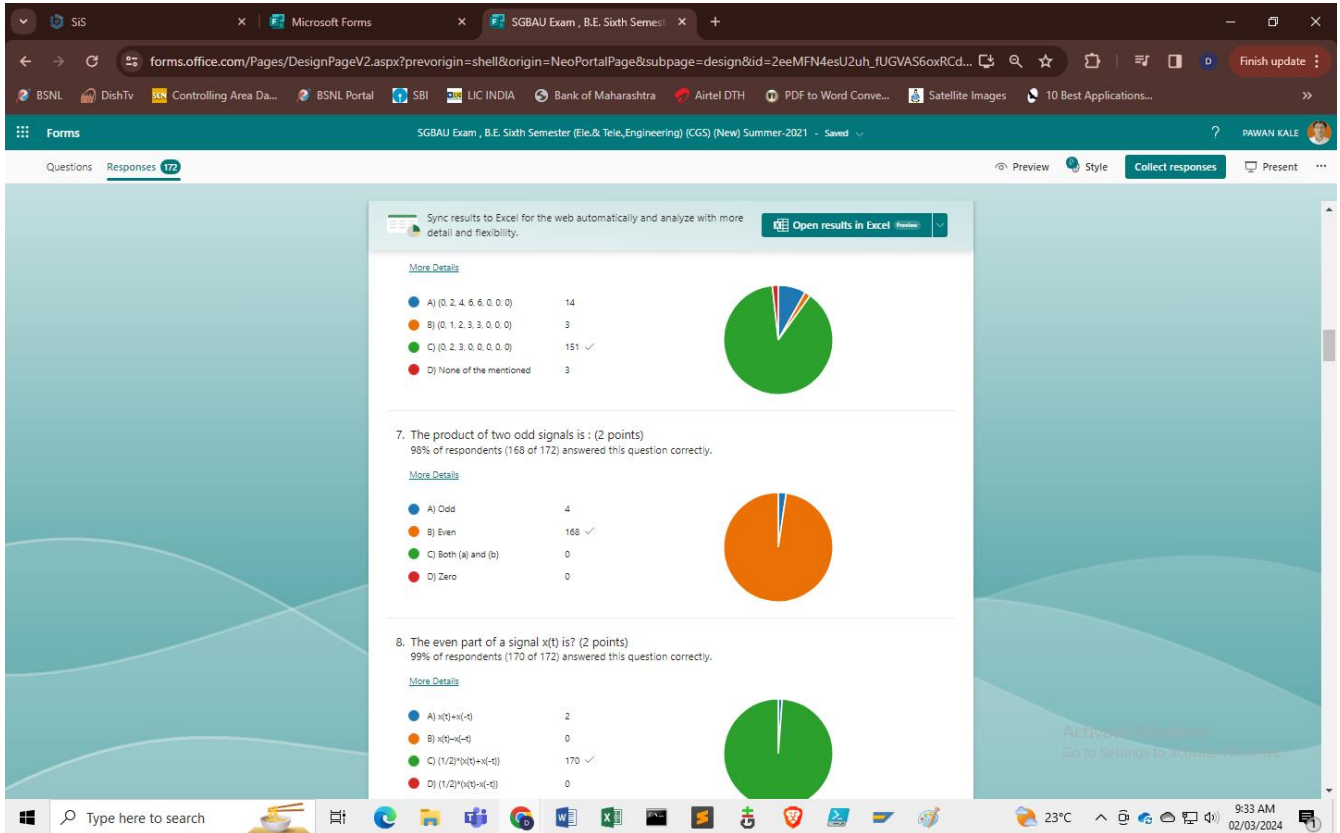 SiS
Microsoft Forms
SGBAU Exam , B.E. Sixth Semest
forms.office.com/Pages/DesignPageV2.aspx?prevorigin=shell&origin=NeoPortalPage&subpage=design&id=2eeMFN4esU2uh_fUGVAS6oxRCd...
D
Finish update
BSNL DishTv SCN Controlling Area Da... BSNL Portal SBI LIC INDIA Bank of Maharashtra Airtel DTH PDF to Word Conve... Satellite Images 10 Best Applications... »
Forms
SGBAU Exam , B.E. Sixth Semester (Ele.& Tele.,Engineering) (CGS) (New) Summer-2021 - Saved
? PAWAN KALE
Questions Responses 172
Preview Style Collect responses Present ...
Sync results to Excel for the web automatically and analyze with more
detail and flexibility.
Open results in Excel Preview
More Details
A) (0, 2, 4, 6, 6, 0, 0, 0) 14
B) (0, 1, 2, 3, 3, 0, 0, 0) 3
C) (0, 2, 3, 0, 0, 0, 0, 0) 151
D) None of the mentioned 3
7. The product of two odd signals is : (2 points)
98% of respondents (168 of 172) answered this question correctly.
More Details
A) Odd 4
B) Even 168
C) Both (a) and (b) 0
D) Zero 0
8. The even part of a signal x(t) is? (2 points)
99% of respondents (170 of 172) answered this question correctly.
More Details
A) x(t)+x(-t) 2
B) x(t)−x(−t) 0
C) (1/2)*(x(t)+x(-t)) 170
D) (1/2)*(x(t)-x(-t)) 0
Activate Windows
Go to Settings to activate Windows.
Type here to search
23°C
9:33 AM
02/03/2024